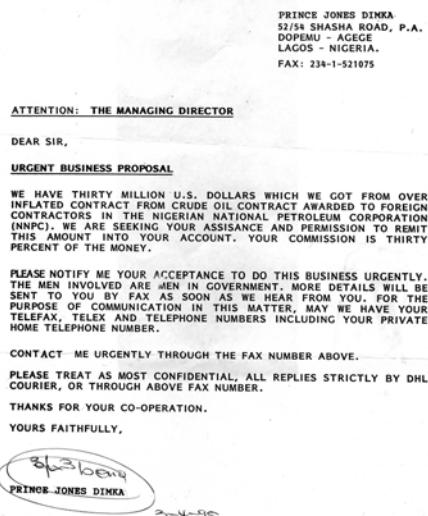 PRINCE JONES DIMKA
52/54 SHASHA ROAD, P.A.
DOPEMU - AGEGE
LAGOS - NIGERIA.
FAX: 234-1-521075
ATTENTION: THE MANAGING DIRECTOR
DEAR SIR,
URGENT BUSINESS PROPOSAL
WE HAVE THIRTY MILLION U.S. DOLLARS WHICH WE GOT FROM OVER
INFLATED CONTRACT FROM CRUDE OIL CONTRACT AWARDED TO FOREIGN
CONTRACTORS IN THE NIGERIAN NATIONAL PETROLEUM CORPORATION
(NNPC). WE ARE SEEKING YOUR ASSISANCE AND PERMISSION TO REMIT
THIS AMOUNT INTO YOUR ACCOUNT. YOUR COMMISSION IS THIRTY
PERCENT OF THE MONEY.
PLEASE NOTIFY ME YOUR ACCEPTANCE TO DO THIS BUSINESS URGENTLY.
THE MEN INVOLVED ARE MEN IN GOVERNMENT. MORE DETAILS WILL BE
SENT TO YOU BY FAX AS SOON AS WE HEAR FROM YOU. FOR THE
PURPOSE OF COMMUNICATION IN THIS MATTER, MAY WE HAVE YOUR
TELEFAX, TELEX AND TELEPHONE NUMBERS INCLUDING YOUR PRIVATE
HOME TELEPHONE NUMBER.
CONTACT ME URGENTLY THROUGH THE FAX NUMBER ABOVE.
PLEASE TREAT AS MOST CONFIDENTIAL, ALL REPLIES STRICTLY BY DHL
COURIER, OR THROUGH ABOVE FAX NUMBER.
THANKS FOR YOUR CO-OPERATION.
YOURS FAITHFULLY,
PRINCE JONES DIMKA